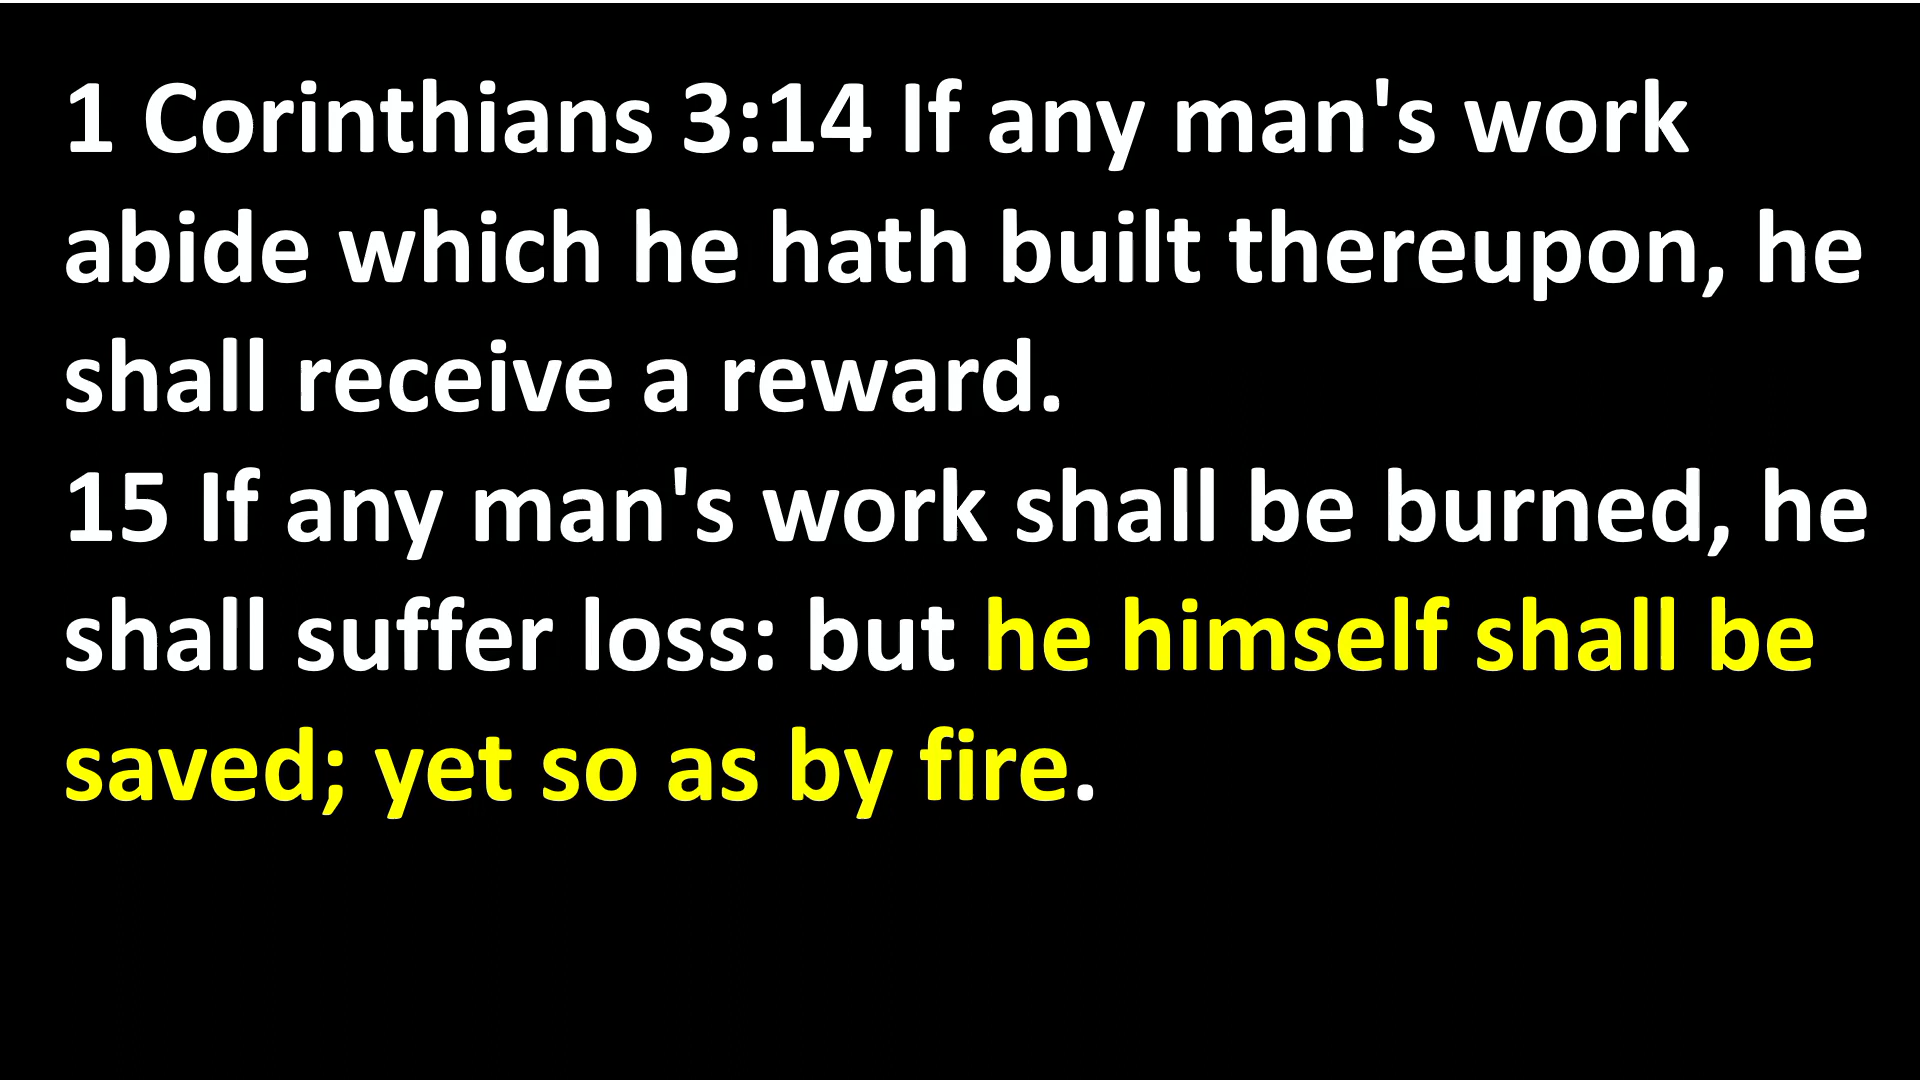 1 Corinthians 3:14 If any man's work
abide which he hath built thereupon, he
shall receive a reward.
15 If any man's work shall be burned, he
shall suffer loss: but he himself shall be
saved; yet so as by fire.